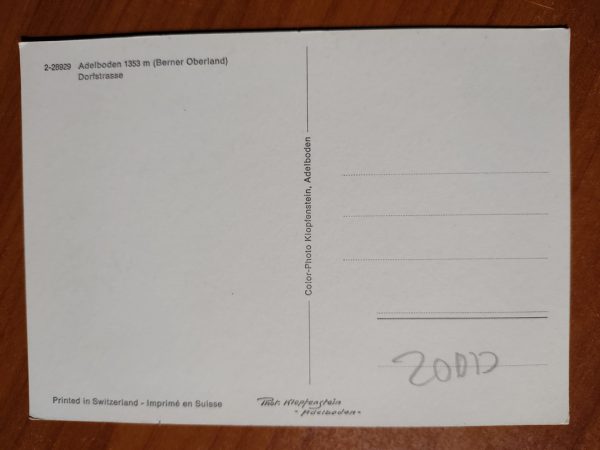 2-28929 Adelboden 1353 m (Berner Oberland)
Dorfstrasse
Color-Photo Klopfenstein, Adelboden
Printed in Switzerland - Imprimé en Suisse
Phot. Klopfenstein
- Adelboden -